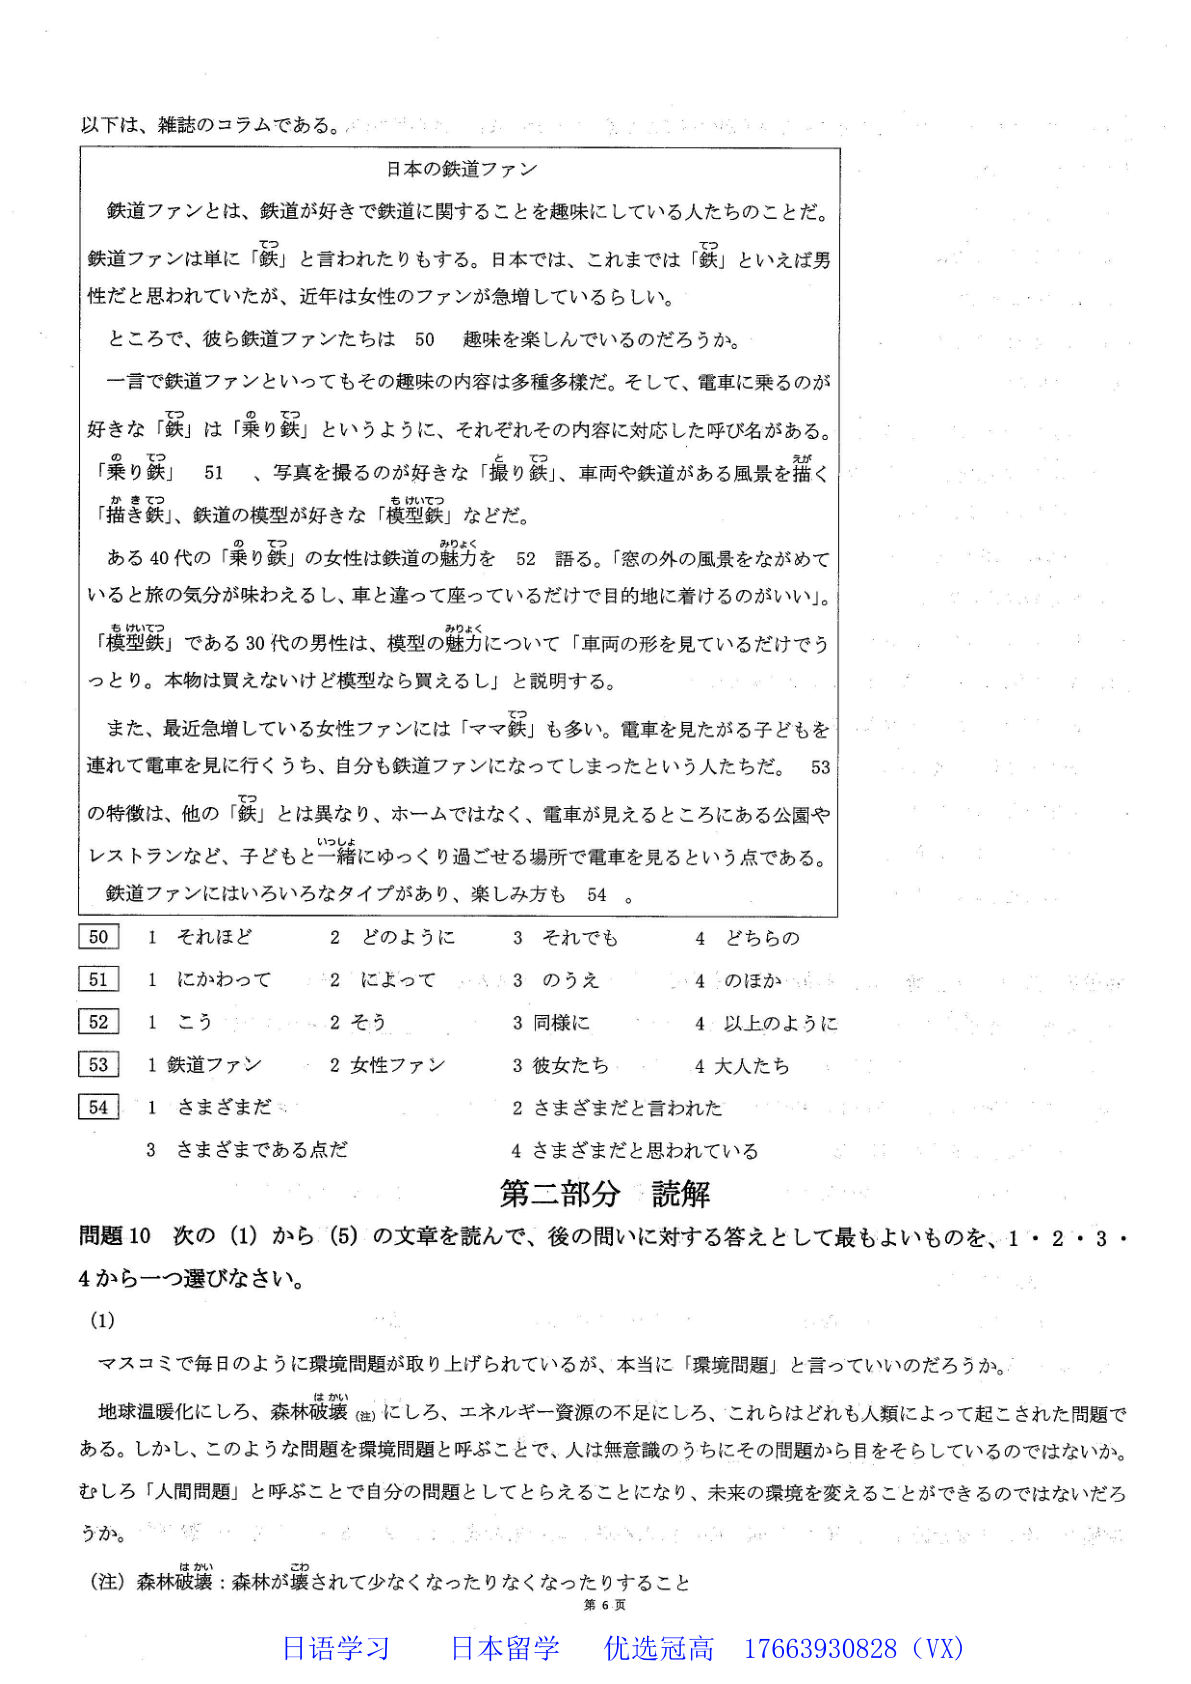 以下は、雑誌のコラムである。
日本の鉄道ファン
鉄道ファンとは、鉄道が好きで鉄道に関することを趣味にしている人たちのことだ。
鉄道ファンは単に「鉄」と言われたりもする。日本では、これまでは「鉄」といえば男
性だと思われていたが、近年は女性のファンが急増しているらしい。
ところで、彼ら鉄道ファンたちは 50 趣味を楽しんでいるのだろうか。
一言で鉄道ファンといってもその趣味の内容は多種多様だ。そして、電車に乗るのが
好きな「鉄」は「乗り鉄」というように、それぞれその内容に対応した呼び名がある。
「乗り鉄」 51 、写真を撮るのが好きな「撮り鉄」、車両や鉄道がある風景を描く
「描き鉄」、鉄道の模型が好きな「模型鉄」などだ。
ある40代の「乗り鉄」の女性は鉄道の魅力を 52 語る。「窓の外の風景をながめて
いると旅の気分が味わえるし、車と違って座っているだけで目的地に着けるのがいい」。
「模型鉄」である30代の男性は、模型の魅力について「車両の形を見ているだけでう
っとり。本物は買えないけど模型なら買えるし」と説明する。
また、最近急増している女性ファンには「ママ鉄」も多い。電車を見たがる子どもを
連れて電車を見に行くうち、自分も鉄道ファンになってしまったという人たちだ。 53
の特徴は、他の「鉄」とは異なり、ホームではなく、電車が見えるところにある公園や
レストランなど、子どもと一緒にゆっくり過ごせる場所で電車を見るという点である。
鉄道ファンにはいろいろなタイプがあり、楽しみ方も 54 。
50 1 それほど 2 どのように 3 それでも 4 どちらの
51 1 にかわって 2 によって 3 のうえ 4 のほか
52 1 こう 2 そう 3 同様に 4 以上のように
53 1 鉄道ファン 2 女性ファン 3 彼女たち 4 大人たち
54 1 さまざまだ 2 さまざまだと言われた
3 さまざまである点だ 4 さまざまだと思われている
第二部分 読解
問題10 次の（1）から（5）の文章を読んで、後の問いに対する答えとして最もよいものを、1・2・3・
4から一つ選びなさい。
（1）
マスコミで毎日のように環境問題が取り上げられているが、本当に「環境問題」と言っていいのだろうか。
地球温暖化にしろ、森林破壊（注）にしろ、エネルギー資源の不足にしろ、これらはどれも人類によって起こされた問題で
ある。しかし、このような問題を環境問題と呼ぶことで、人は無意識のうちにその問題から目をそらしているのではないか。
むしろ「人間問題」と呼ぶことで自分の問題としてとらえることになり、未来の環境を変えることができるのではないだろ
うか。
（注）森林破壊：森林が壊されて少なくなったりなくなったりすること
第 6 页
日语学习 日本留学 优选冠高 17663930828（VX)